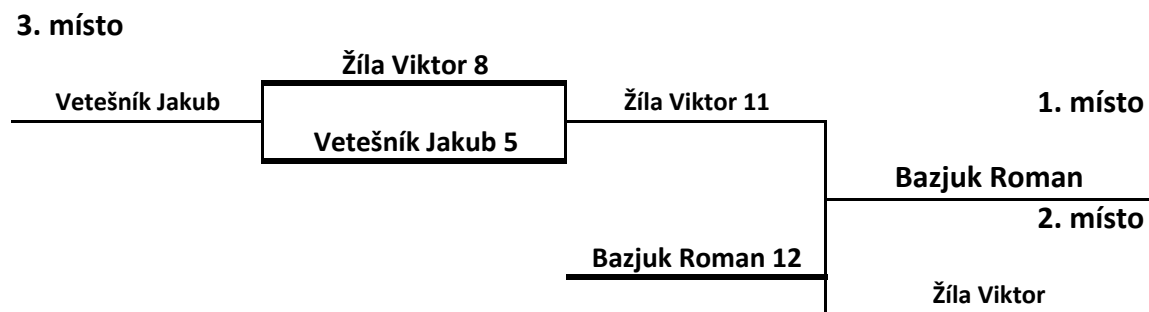 3. místo
Žíla Viktor 8
Vetešník Jakub
Žíla Viktor 11
1. místo
Vetešník Jakub 5
Bazjuk Roman
2. místo
Bazjuk Roman 12
Žíla Viktor